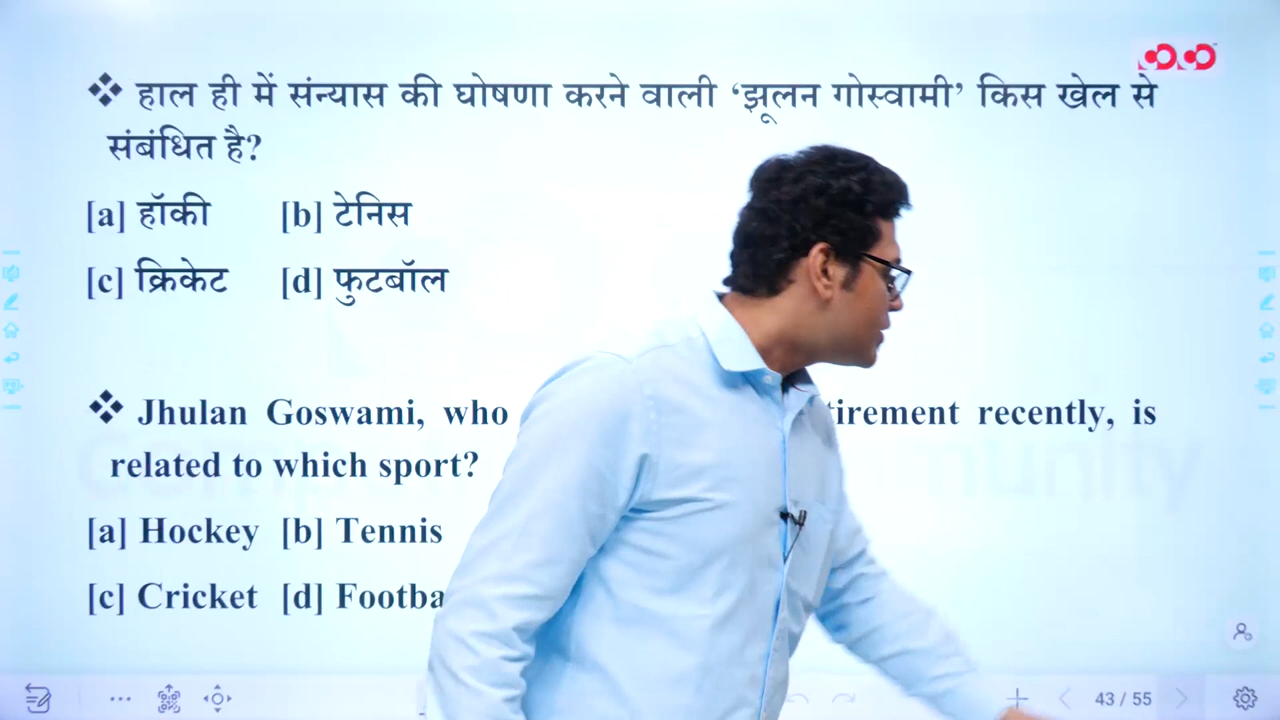 ❖ हाल ही में संन्यास की घोषणा करने वाली ‘झूलन गोस्वामी’ किस खेल से
संबंधित है?
[a] हॉकी [b] टेनिस
[c] क्रिकेट [d] फुटबॉल
❖ Jhulan Goswami, who tirement recently, is
related to which sport?
[a] Hockey [b] Tennis
[c] Cricket [d] Footba
43 / 55